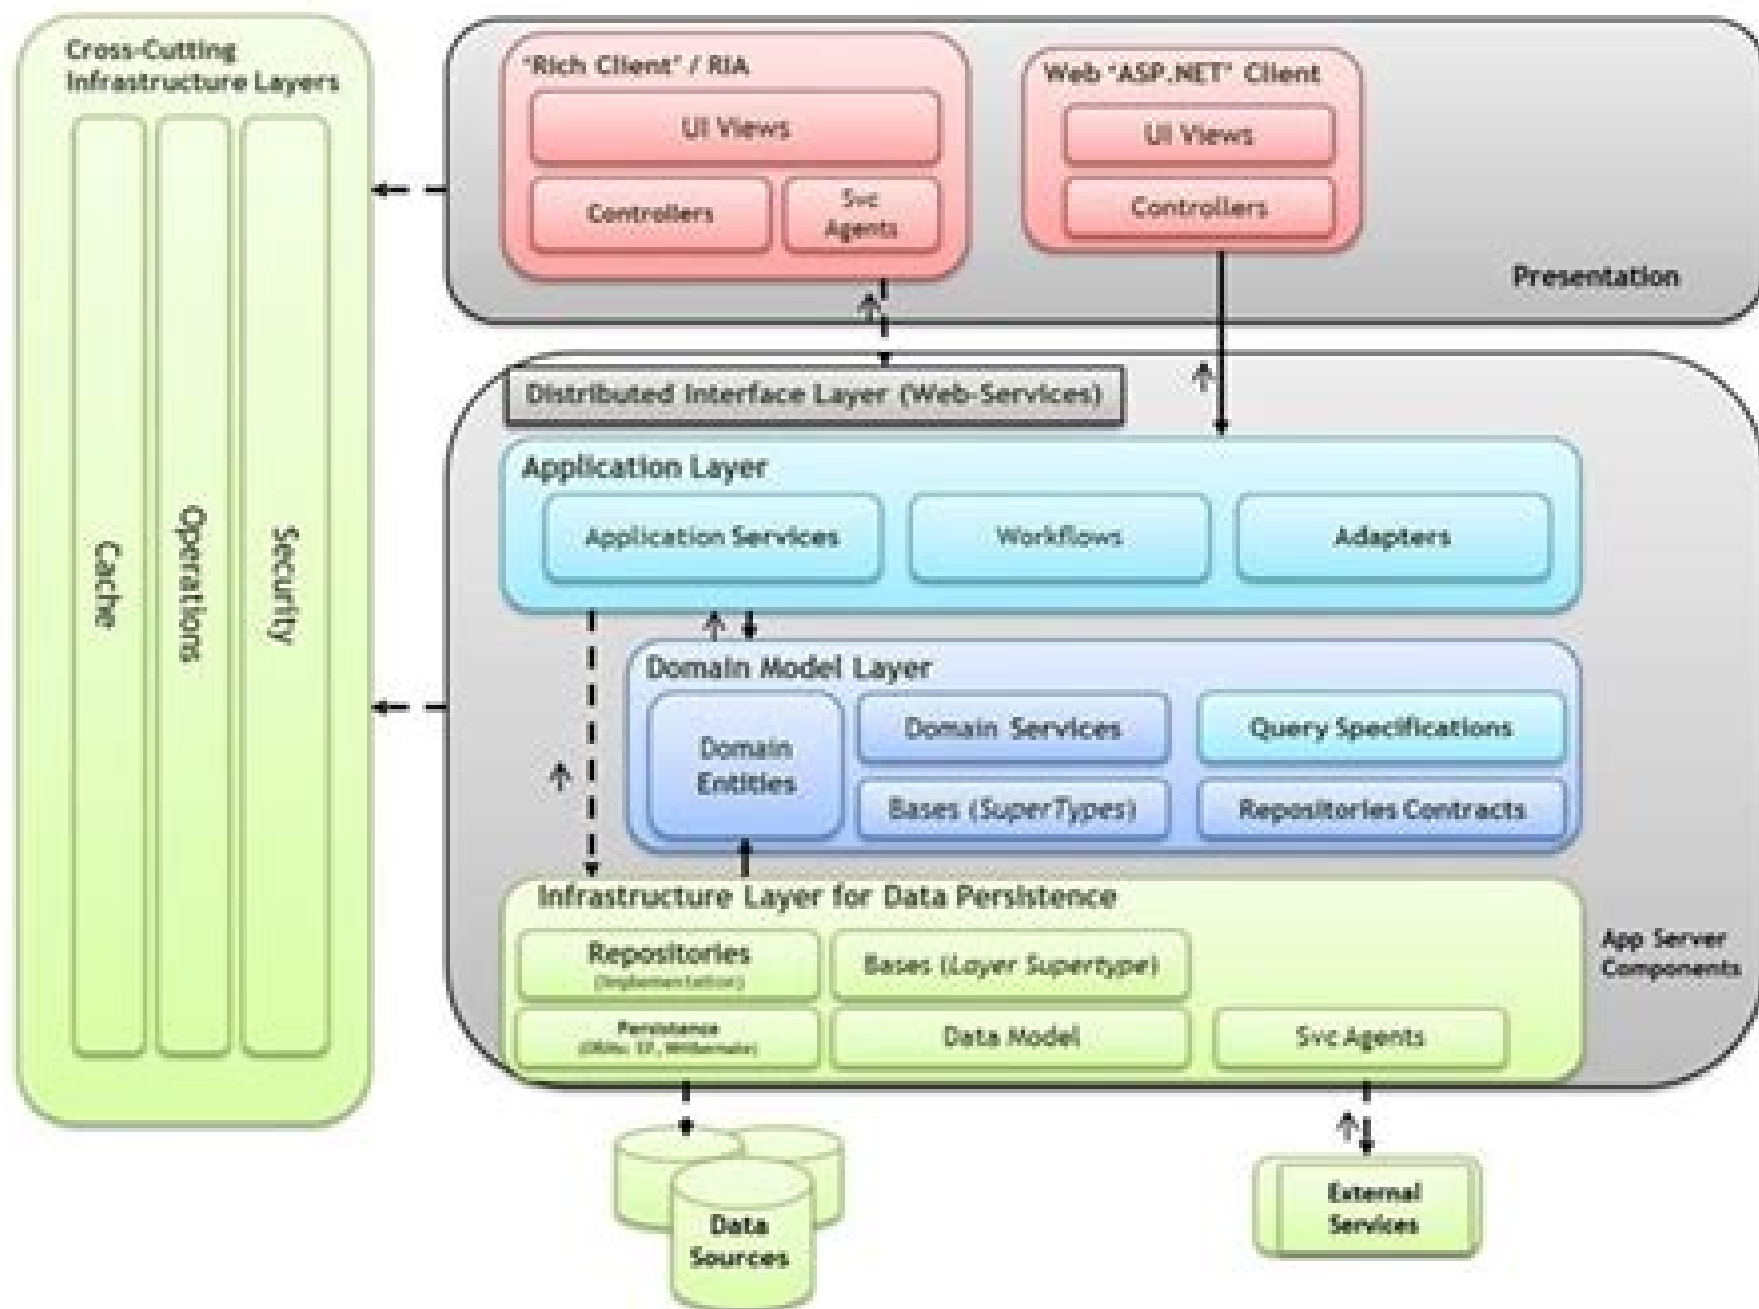 Cross-Cutting
Infrastructure Layers
Cache
Operations
Security
"Rich Client" / RIA
UI Views
Controllers
Svc
Agents
Web "ASP.NET" Client
UI Views
Controllers
Presentation
Distributed Interface Layer (Web-Services)
Application Layer
Application Services
Workflows
Adapters
Domain Model Layer
Domain
Entities
Domain Services
Query Specifications
Bases (SuperTypes)
Repositories Contracts
Infrastructure Layer for Data Persistence
Repositories
(Implementation)
Bases (Layer Supertype)
Persistence
Data Model
Svc Agents
App Server
Components
Data
Sources
External
Services